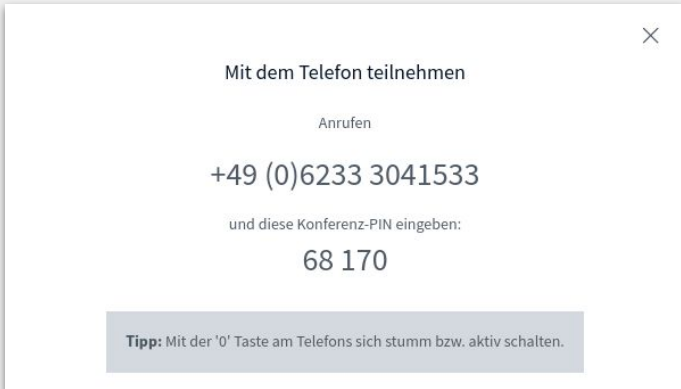 Mit dem Telefon teilnehmen
Anrufen
+49 (0)6233 3041533
und diese Konferenz-PIN eingeben:
68 170
Tipp: Mit der '0' Taste am Telefons sich stumm bzw. aktiv schalten.